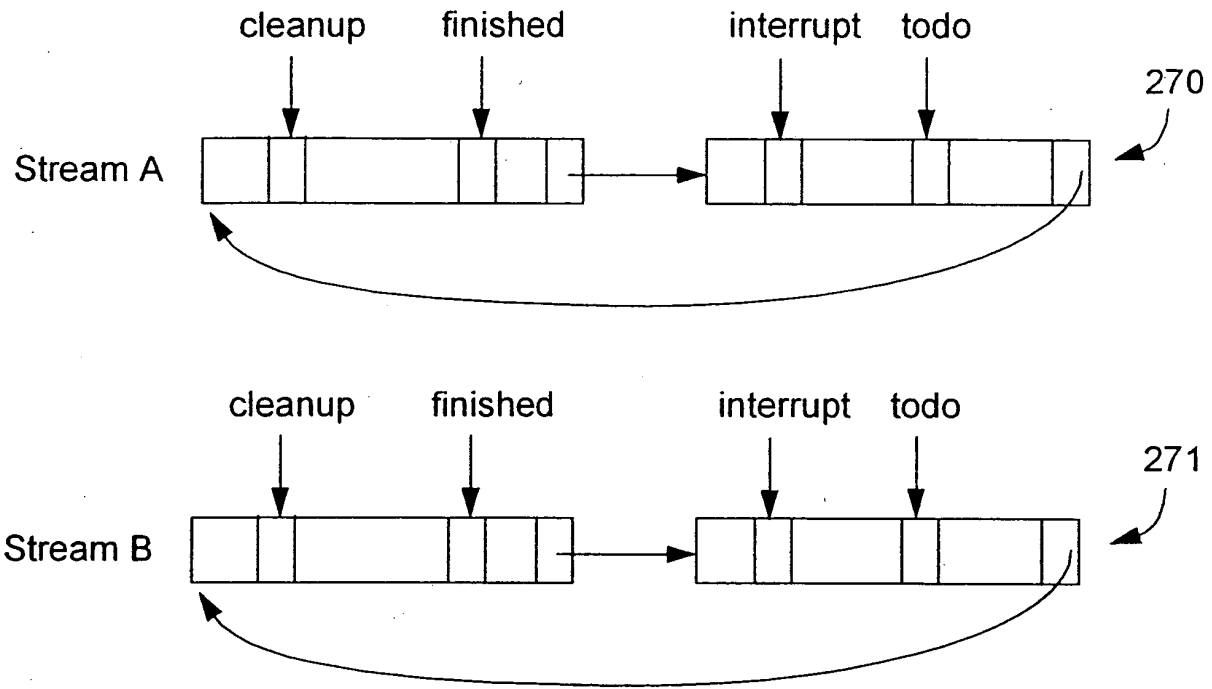 cleanup finished interrupt todo
270
Stream A
cleanup finished interrupt todo
271
Stream B